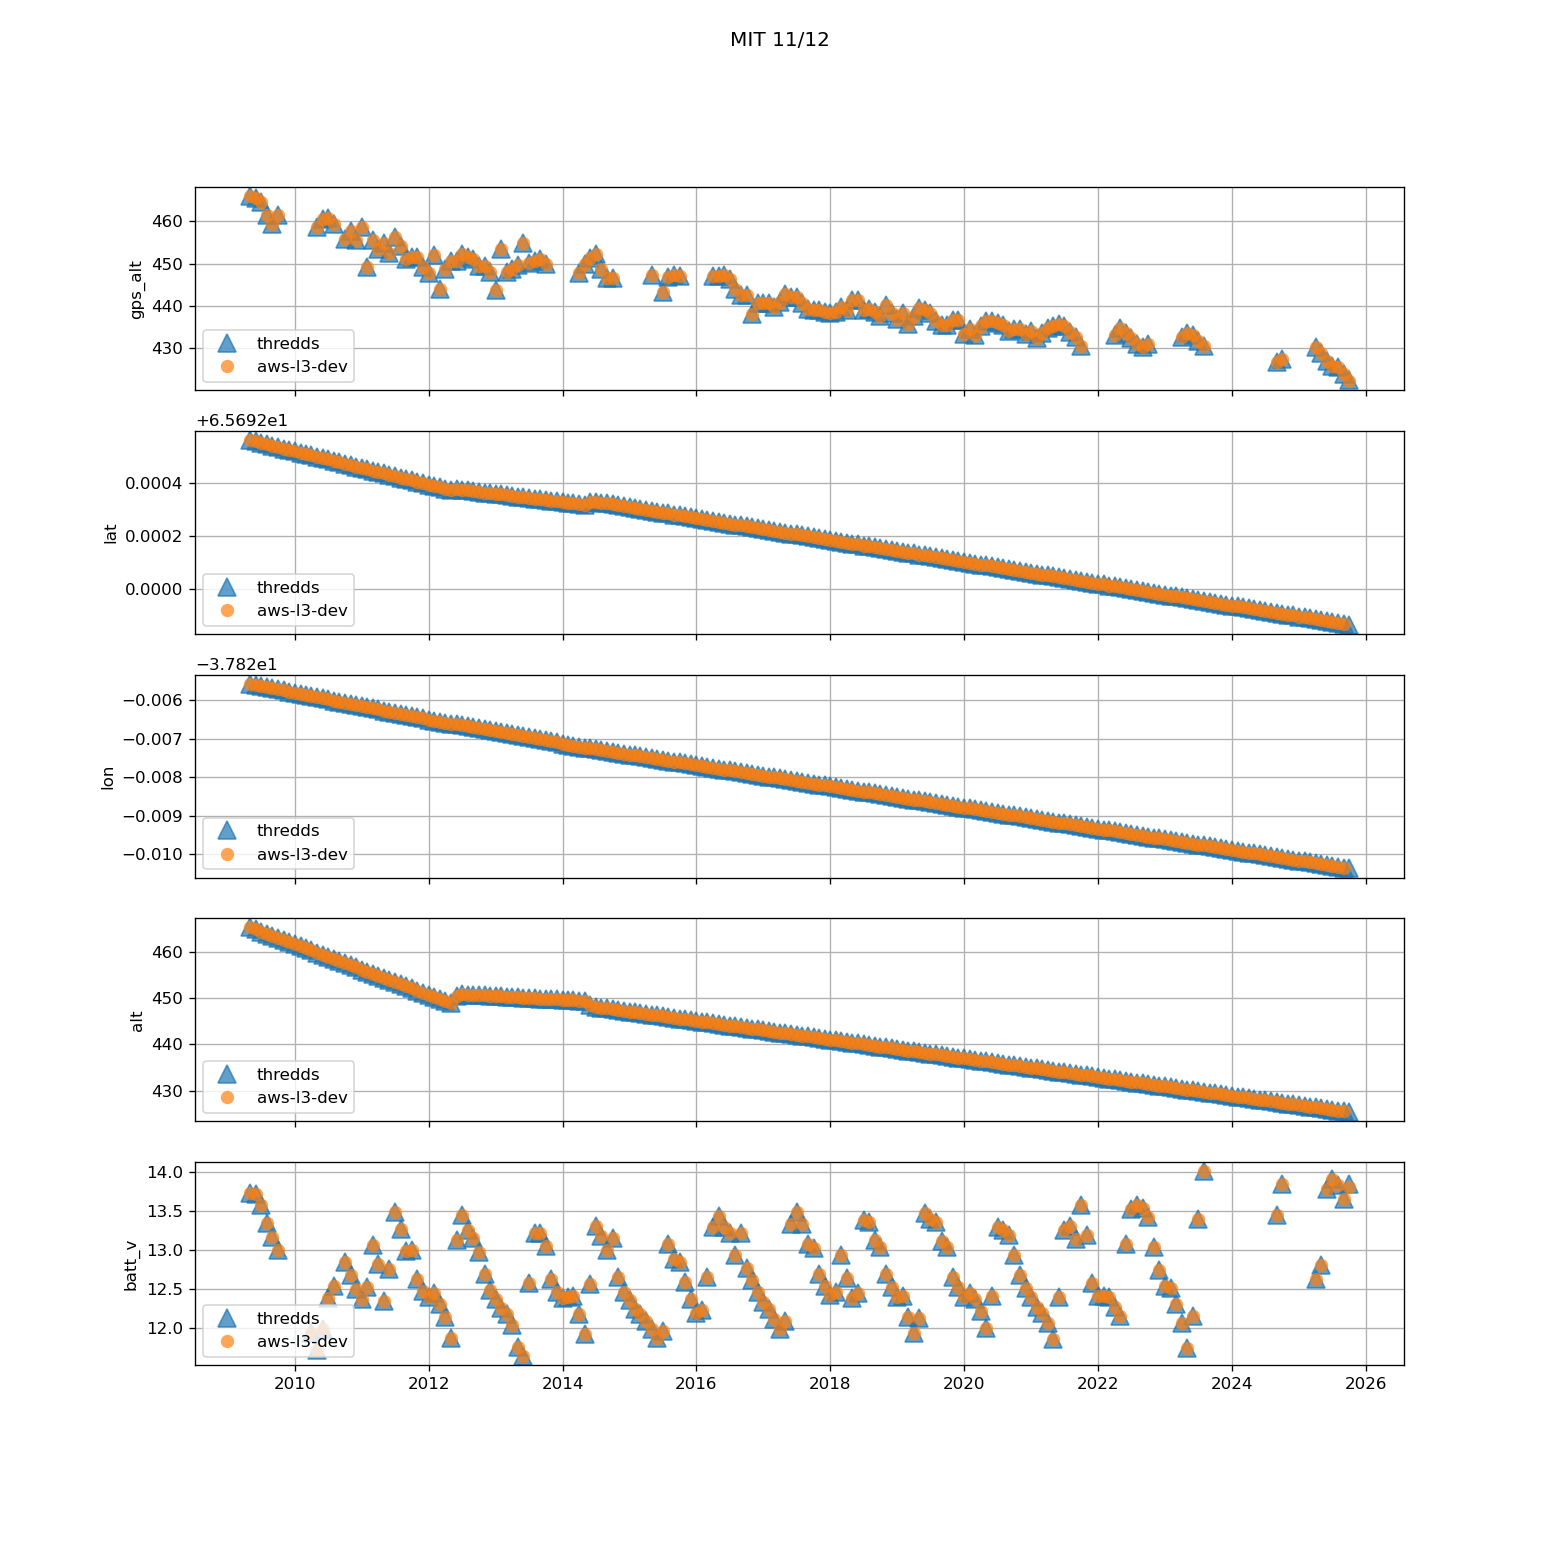 MIT 11/12
460
450
440
430
gps_alt
thredds
aws-l3-dev
+6.5692e1
0.0004
0.0002
0.0000
lat
thredds
aws-l3-dev
−3.782e1
−0.006
−0.007
−0.008
−0.009
−0.010
lon
thredds
aws-l3-dev
460
450
440
430
alt
thredds
aws-l3-dev
14.0
13.5
13.0
12.5
12.0
batt_v
thredds
aws-l3-dev
2010 2012 2014 2016 2018 2020 2022 2024 2026